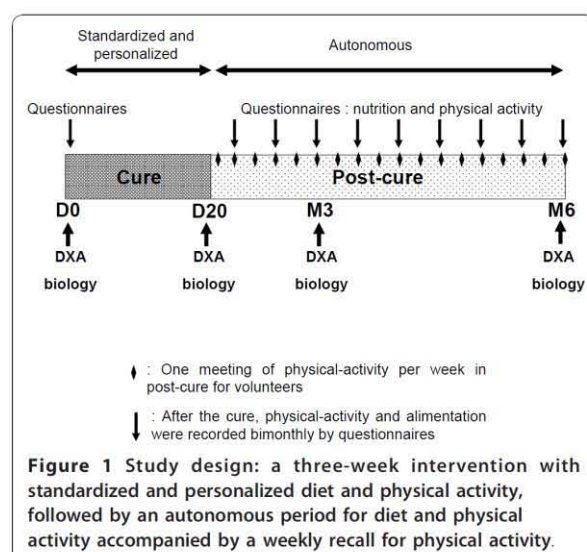 Standardized and
personalized
Autonomous
Questionnaires
Questionnaires : nutrition and physical activity
Cure
Post-cure
D0
D20
M3
M6
DXA
DXA
DXA
DXA
biology
biology
biology
biology
: One meeting of physical-activity per week in
post-cure for volunteers
: After the cure, physical-activity and alimentation
were recorded bimonthly by questionnaires
Figure 1 Study design: a three-week intervention with
standardized and personalized diet and physical activity,
followed by an autonomous period for diet and physical
activity accompanied by a weekly recall for physical activity.